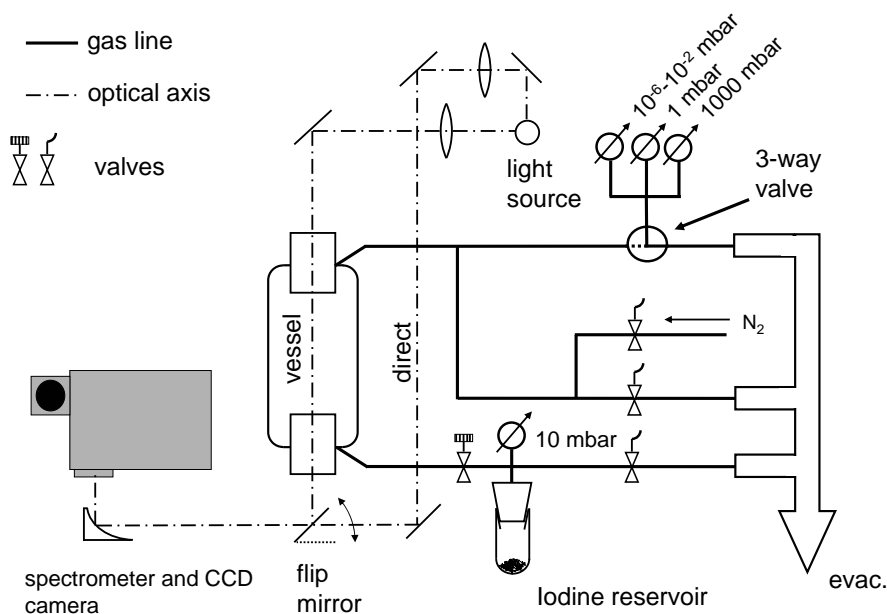 gas line
optical axis
valves
light
source
10⁻⁶-10⁻² mbar
1 mbar
1000 mbar
3-way
valve
vessel
direct
N₂
10 mbar
spectrometer and CCD
camera
flip
mirror
Iodine reservoir
evac.